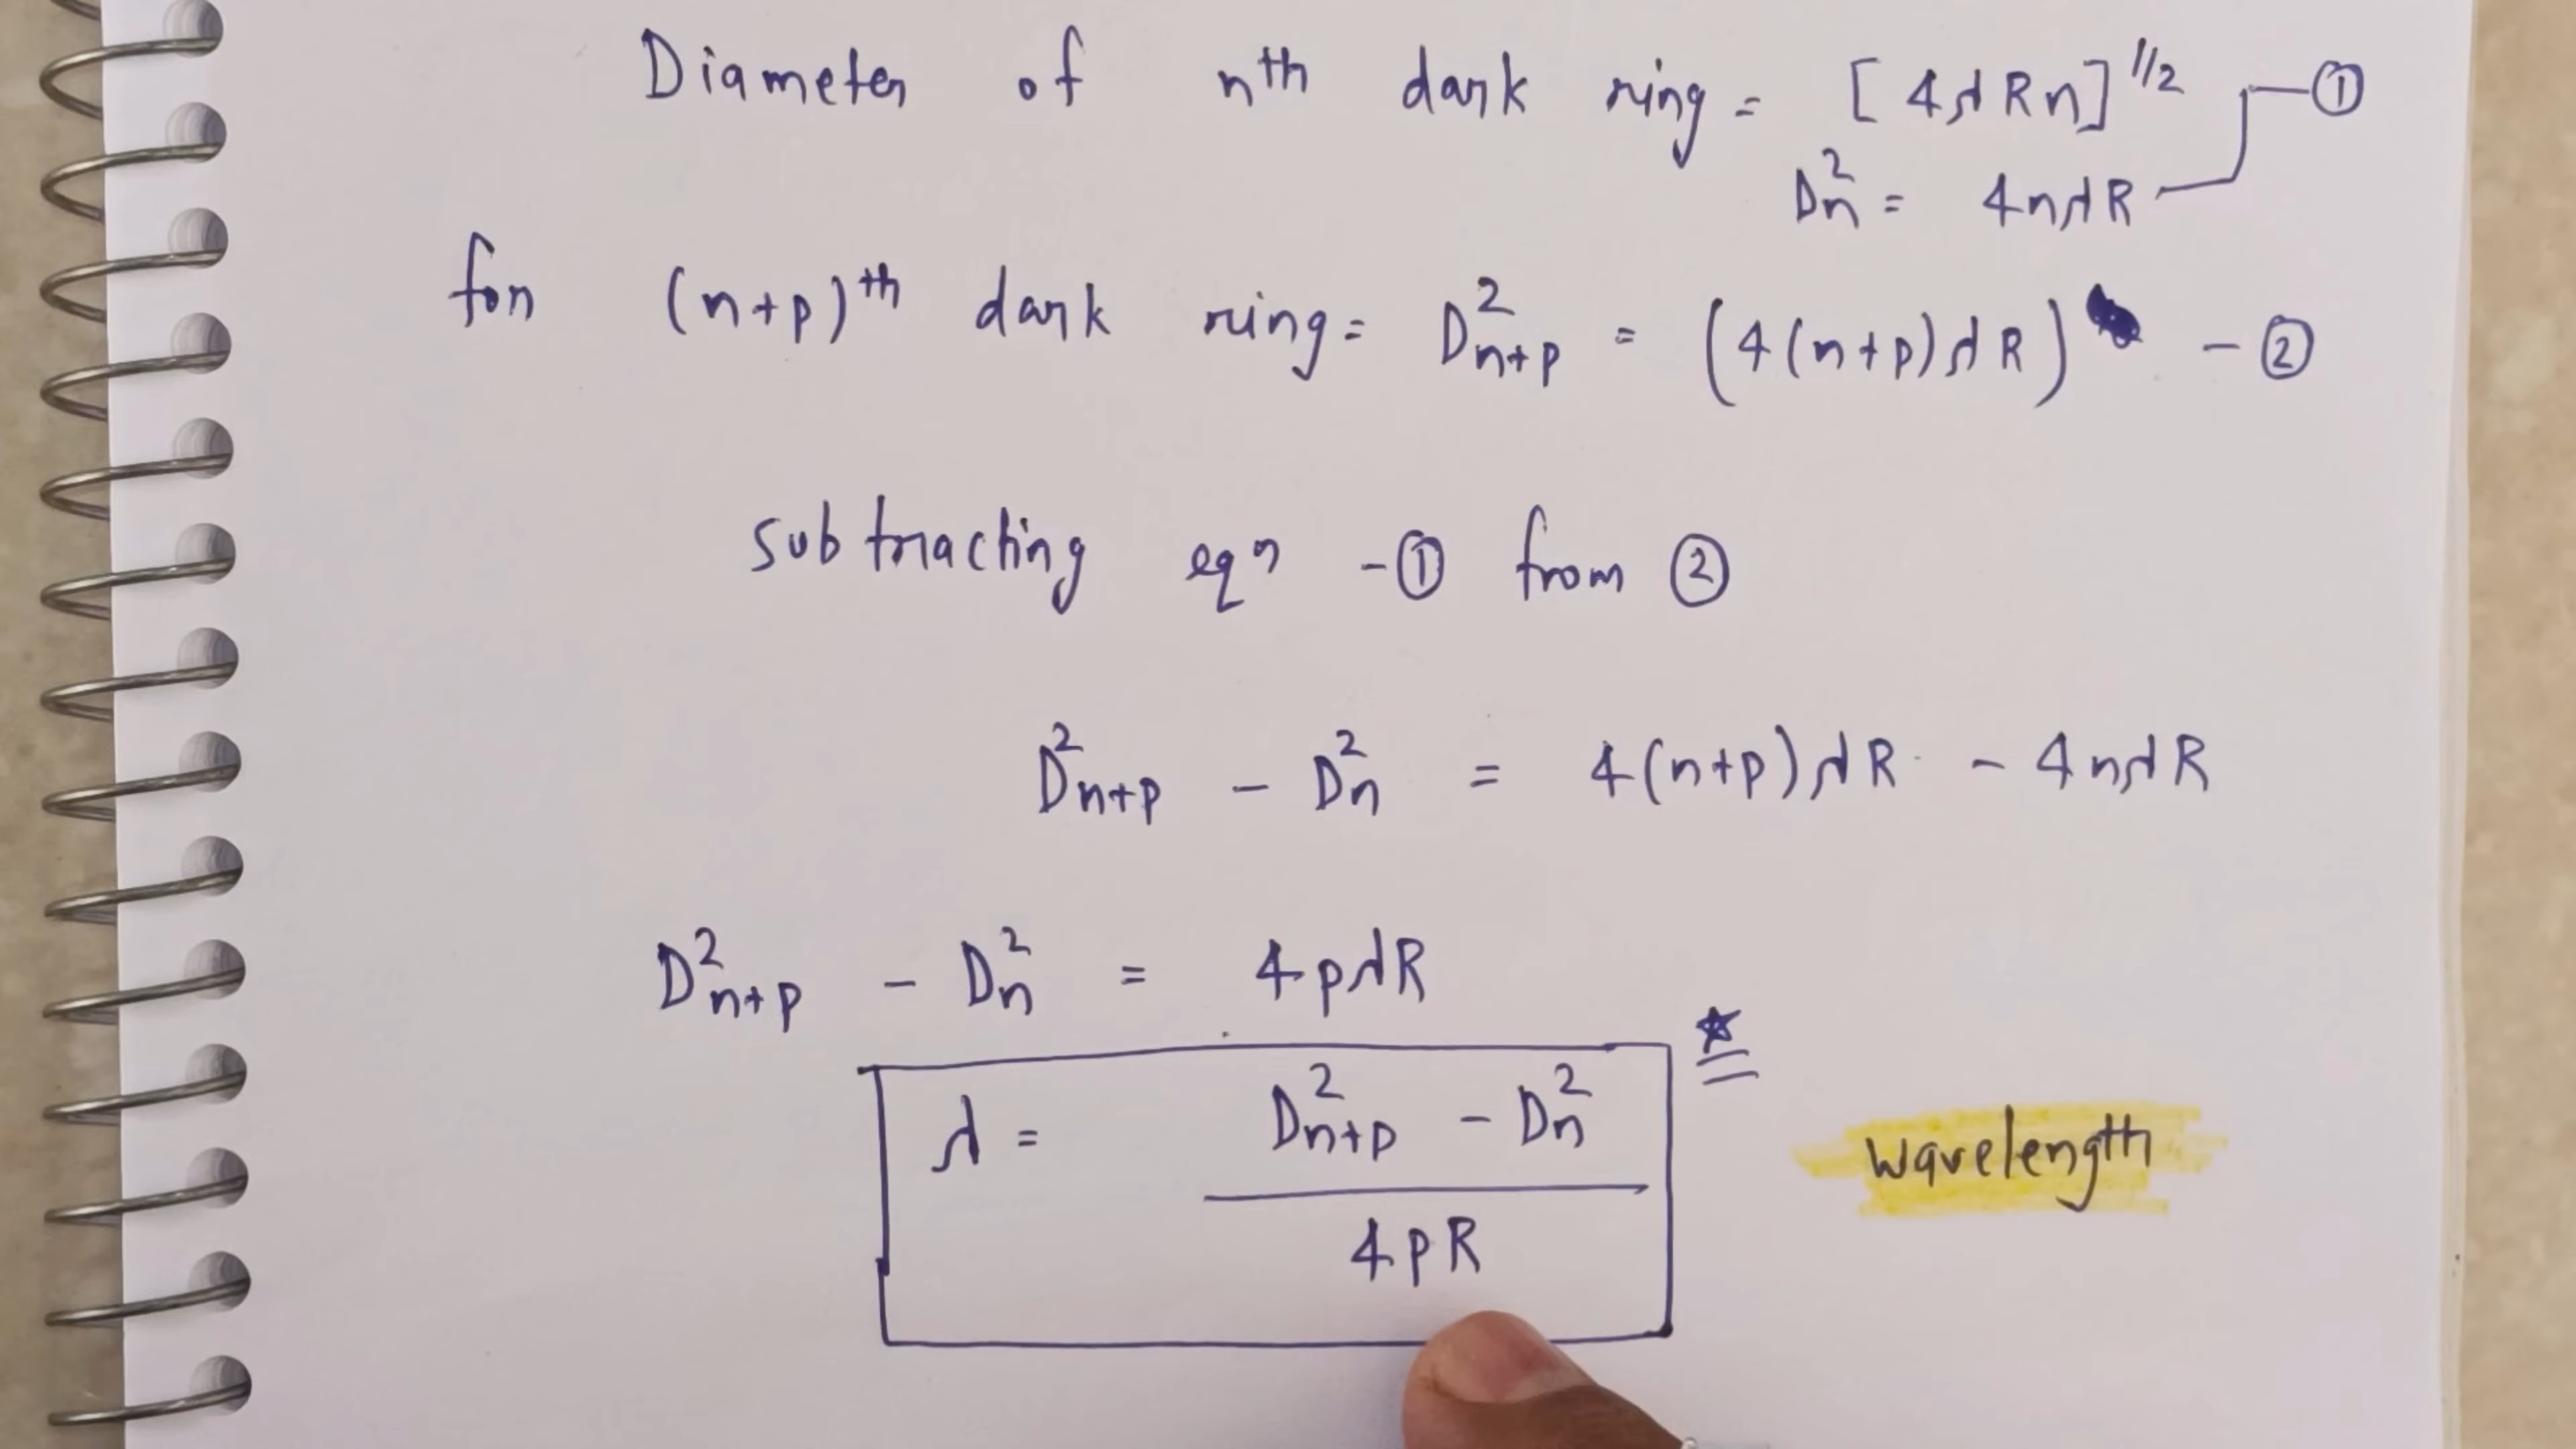 Diameter of nth dark ring = [4λRn]^1/2 - ①
D²n = 4nλR
for (n+p)th dark ring = D²n+p = (4(n+p)λR) - ②
subtracting eqn - ① from ②
D²n+p - D²n = 4(n+p)λR - 4nλR
D²n+p - D²n = 4pλR
λ = D²n+p - D²n
4pR
wavelength